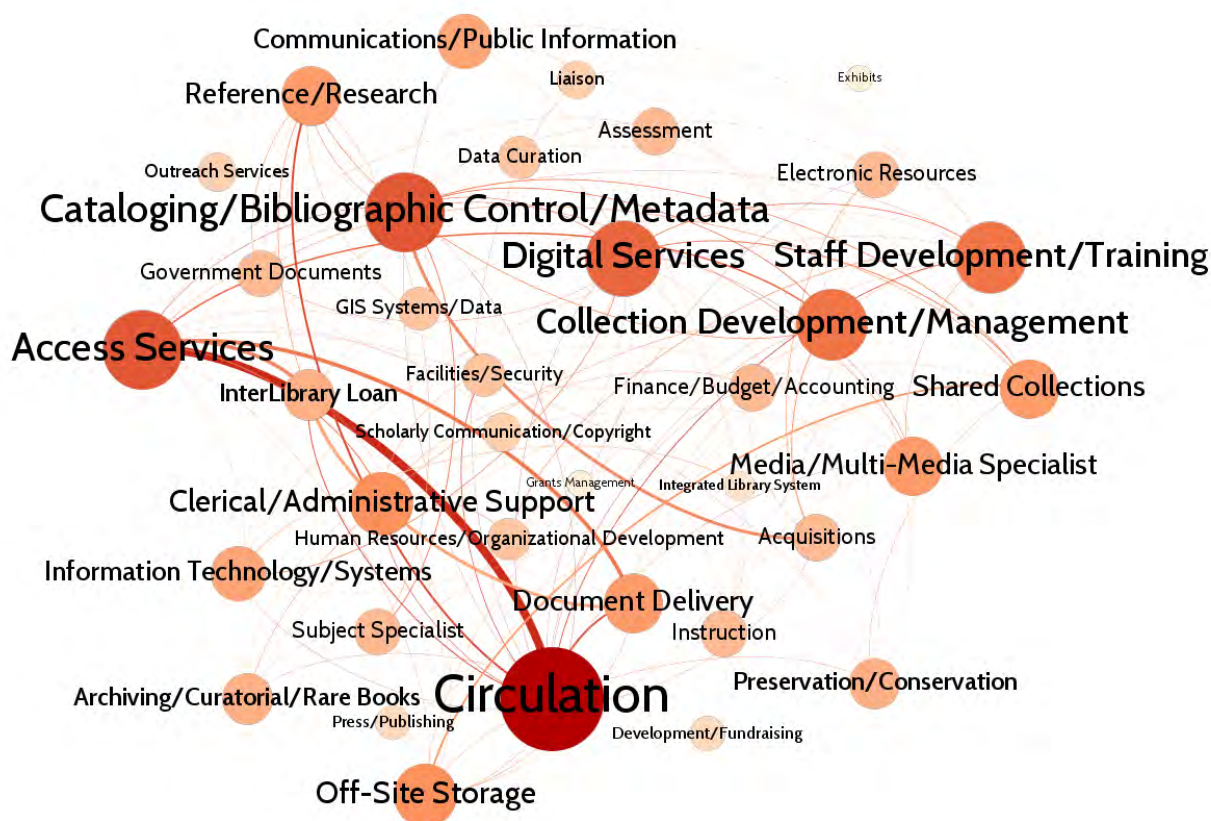 Communications/Public Information
Liaison
Exhibits
Reference/Research
Assessment
Data Curation
Outreach Services
Electronic Resources
Cataloging/Bibliographic Control/Metadata
Digital Services
Staff Development/Training
Government Documents
GIS Systems/Data
Collection Development/Management
Access Services
Facilities/Security
Finance/Budget/Accounting
Shared Collections
InterLibrary Loan
Scholarly Communication/Copyright
Media/Multi-Media Specialist
Grants Management
Integrated Library System
Clerical/Administrative Support
Human Resources/Organizational Development
Acquisitions
Information Technology/Systems
Document Delivery
Subject Specialist
Instruction
Circulation
Preservation/Conservation
Archiving/Curatorial/Rare Books
Press/Publishing
Development/Fundraising
Off-Site Storage